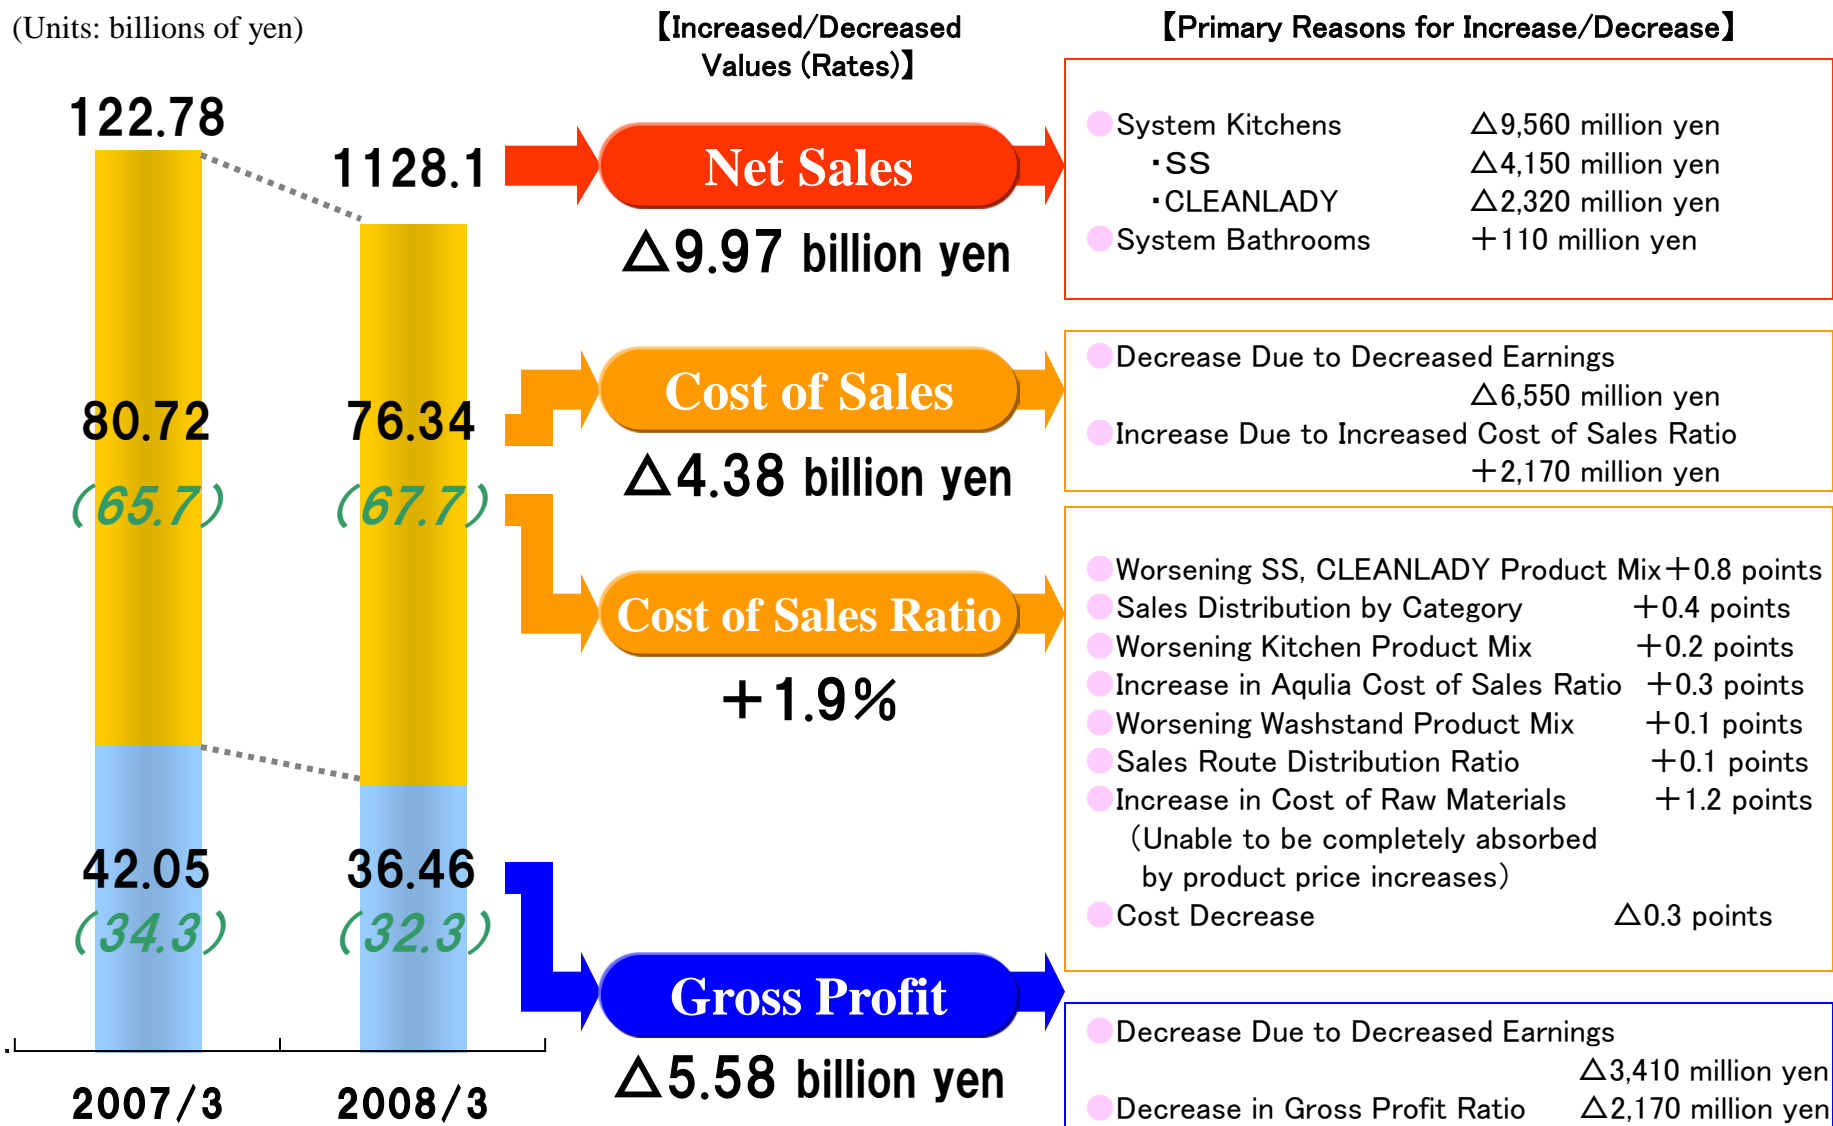 (Units: billions of yen)
【Increased/Decreased
Values (Rates)】
【Primary Reasons for Increase/Decrease】
122.78
1128.1
80.72
(65.7)
76.34
(67.7)
42.05
(34.3)
36.46
(32.3)
2007/3
2008/3
Net Sales
△9.97 billion yen
●System Kitchens △9,560 million yen
・SS △4,150 million yen
・CLEANLADY △2,320 million yen
●System Bathrooms ＋110 million yen
Cost of Sales
△4.38 billion yen
●Decrease Due to Decreased Earnings
△6,550 million yen
●Increase Due to Increased Cost of Sales Ratio
＋2,170 million yen
Cost of Sales Ratio
＋1.9%
●Worsening SS, CLEANLADY Product Mix＋0.8 points
●Sales Distribution by Category ＋0.4 points
●Worsening Kitchen Product Mix ＋0.2 points
●Increase in Aqulia Cost of Sales Ratio ＋0.3 points
●Worsening Washstand Product Mix ＋0.1 points
●Sales Route Distribution Ratio ＋0.1 points
●Increase in Cost of Raw Materials ＋1.2 points
（Unable to be completely absorbed
by product price increases）
●Cost Decrease △0.3 points
Gross Profit
△5.58 billion yen
●Decrease Due to Decreased Earnings
△3,410 million yen
●Decrease in Gross Profit Ratio △2,170 million yen